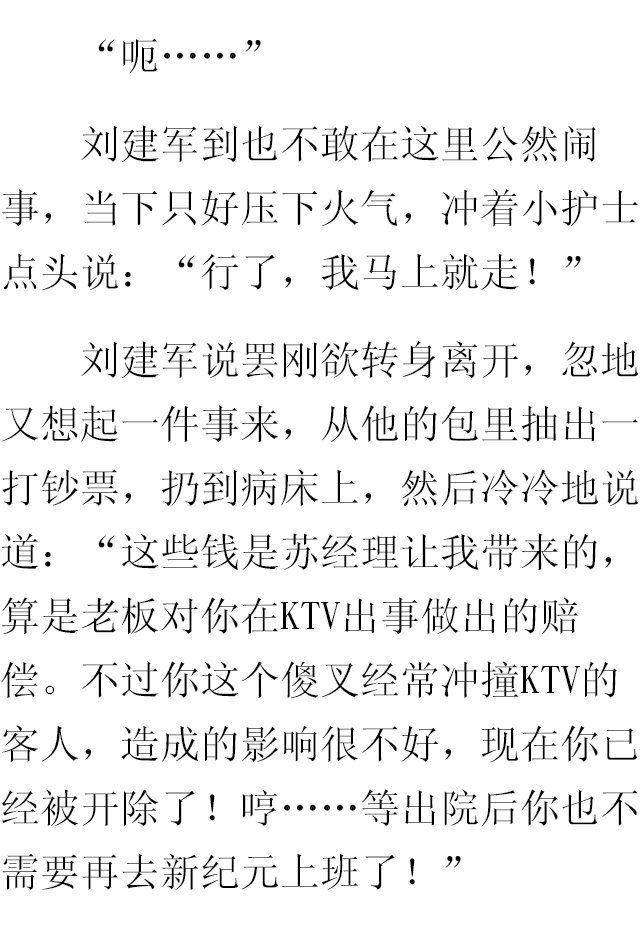 “呃……”
刘建军到也不敢在这里公然闹
事，当下只好压下火气，冲着小护士
点头说：“行了，我马上就走！”
刘建军说罢刚欲转身离开，忽地
又想起一件事来，从他的包里抽出一
打钞票，扔到病床上，然后冷冷地说
道：“这些钱是苏经理让我带来的，
算是老板对你在KTV出事做出的赔
偿。不过你这个傻叉经常冲撞KTV的
客人，造成的影响很不好，现在你已
经被开除了！哼……等出院后你也不
需要再去新纪元上班了！”